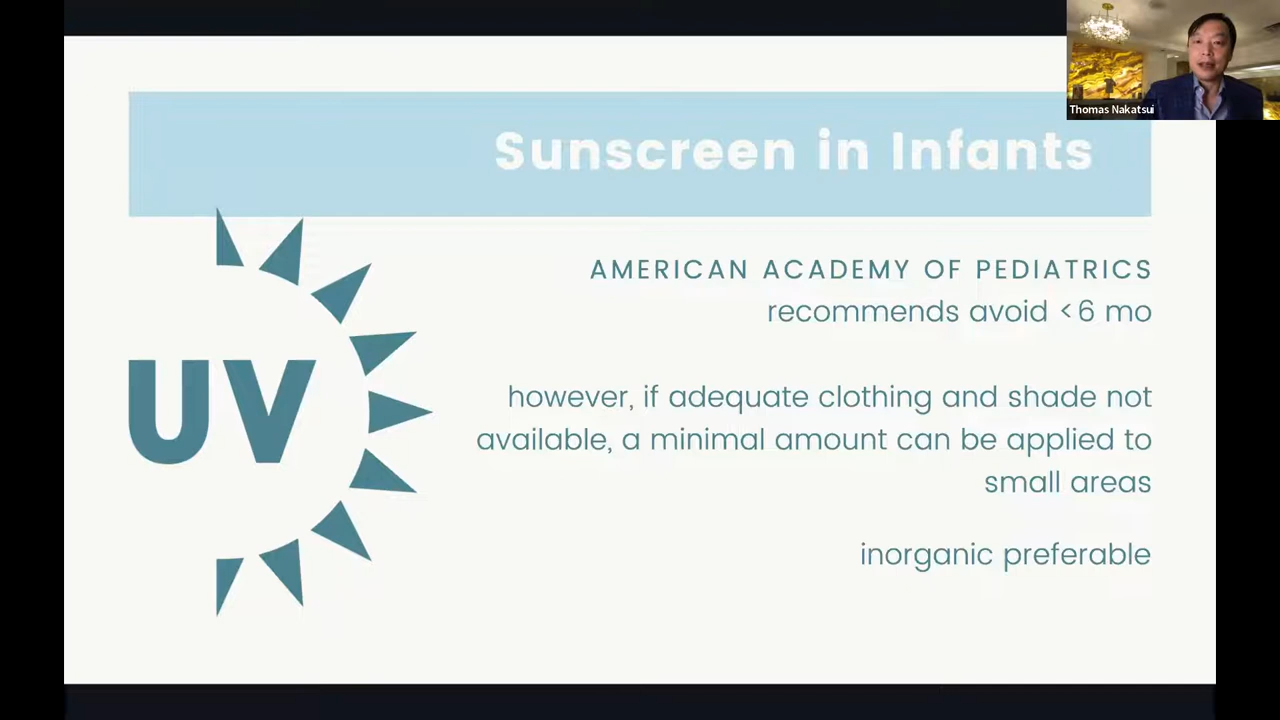 Thomas Nakatsui
Sunscreen in Infants
AMERICAN ACADEMY OF PEDIATRICS
recommends avoid <6 mo
UV
however, if adequate clothing and shade not
available, a minimal amount can be applied to
small areas
inorganic preferable